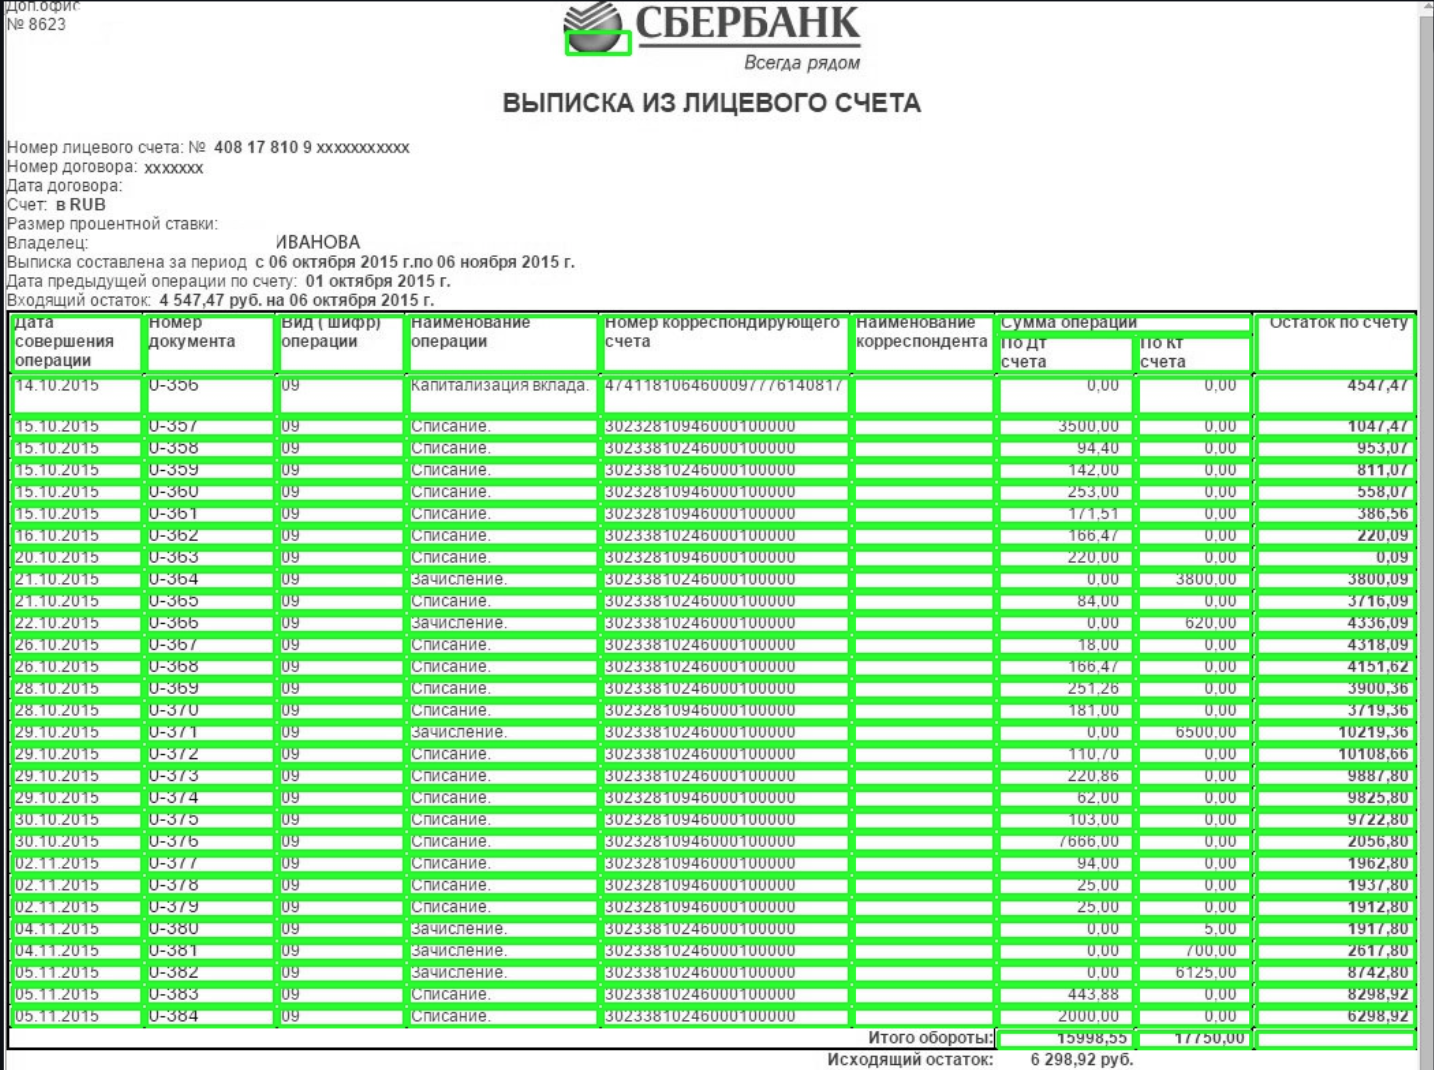 Доп.офис
№ 8623
СБЕРБАНК
Всегда рядом
ВЫПИСКА ИЗ ЛИЦЕВОГО СЧЕТА
Номер лицевого счета: № 408 17 810 9 xxxxxxxxxxx
Номер договора: xxxxxxx
Дата договора:
Счет: в RUB
Размер процентной ставки:
Владелец: ИВАНОВА
Выписка составлена за период с 06 октября 2015 г.по 06 ноября 2015 г.
Дата предыдущей операции по счету: 01 октября 2015 г.
Входящий остаток: 4 547,47 руб. на 06 октября 2015 г.
Дата совершения операции Номер документа Вид ( шифр) операции Наименование операции Номер корреспондирующего счета Наименование корреспондента Сумма операции По Дт счета По Кт счета Остаток по счету
14.10.2015 0-356 09 Капитализация вклада. 47411810646000097776140817 0,00 0,00 4547,47
15.10.2015 0-357 09 Списание. 30232810946000100000 3500,00 0,00 1047,47
15.10.2015 0-358 09 Списание. 30233810246000100000 94,40 0,00 953,07
15.10.2015 0-359 09 Списание. 30233810246000100000 142,00 0,00 811,07
15.10.2015 0-360 09 Списание. 30232810946000100000 253,00 0,00 558,07
15.10.2015 0-361 09 Списание. 30232810946000100000 171,51 0,00 386,56
16.10.2015 0-362 09 Списание. 30233810246000100000 166,47 0,00 220,09
20.10.2015 0-363 09 Списание. 30232810946000100000 220,00 0,00 0,09
21.10.2015 0-364 09 Зачисление. 30233810246000100000 0,00 3800,00 3800,09
21.10.2015 0-365 09 Списание. 30233810246000100000 84,00 0,00 3716,09
22.10.2015 0-366 09 Зачисление. 30233810246000100000 0,00 620,00 4336,09
26.10.2015 0-367 09 Списание. 30233810246000100000 18,00 0,00 4318,09
26.10.2015 0-368 09 Списание. 30233810246000100000 166,47 0,00 4151,62
28.10.2015 0-369 09 Списание. 30233810246000100000 251,26 0,00 3900,36
28.10.2015 0-370 09 Списание. 30232810946000100000 181,00 0,00 3719,36
29.10.2015 0-371 09 Зачисление. 30233810246000100000 0,00 6500,00 10219,36
29.10.2015 0-372 09 Списание. 30233810246000100000 110,70 0,00 10108,66
29.10.2015 0-373 09 Списание. 30233810246000100000 220,86 0,00 9887,80
29.10.2015 0-374 09 Списание. 30232810946000100000 62,00 0,00 9825,80
30.10.2015 0-375 09 Списание. 30232810946000100000 103,00 0,00 9722,80
30.10.2015 0-376 09 Списание. 30232810946000100000 7666,00 0,00 2056,80
02.11.2015 0-377 09 Списание. 30232810946000100000 94,00 0,00 1962,80
02.11.2015 0-378 09 Списание. 30232810946000100000 25,00 0,00 1937,80
02.11.2015 0-379 09 Списание. 30232810946000100000 25,00 0,00 1912,80
04.11.2015 0-380 09 Зачисление. 30233810246000100000 0,00 5,00 1917,80
04.11.2015 0-381 09 Зачисление. 30233810246000100000 0,00 700,00 2617,80
05.11.2015 0-382 09 Зачисление. 30233810246000100000 0,00 6125,00 8742,80
05.11.2015 0-383 09 Списание. 30233810246000100000 443,88 0,00 8298,92
05.11.2015 0-384 09 Списание. 30233810246000100000 2000,00 0,00 6298,92
Итого обороты: 15998,55 17750,00
Исходящий остаток: 6 298,92 руб.